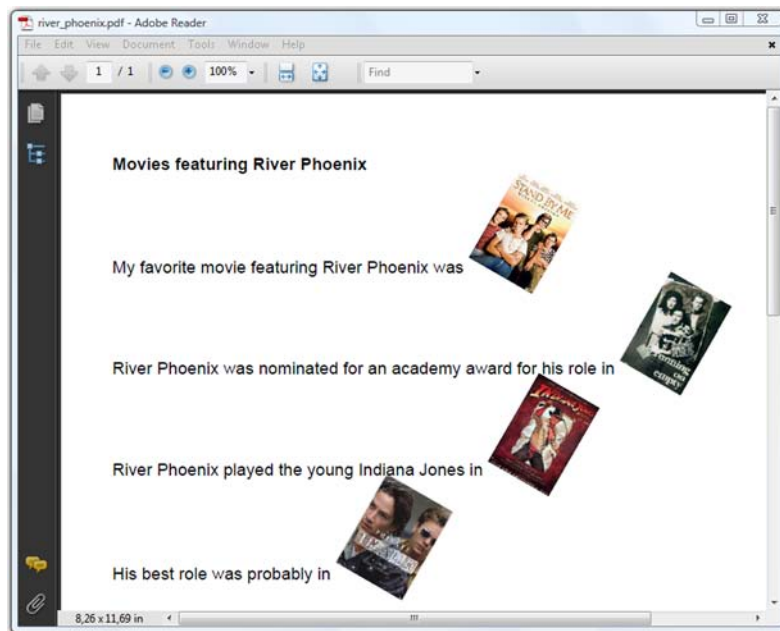 river_phoenix.pdf - Adobe Reader
File Edit View Document Tools Window Help
1 / 1 100% Find
Movies featuring River Phoenix
STAND BY ME
My favorite movie featuring River Phoenix was
running
on
empty
River Phoenix was nominated for an academy award for his role in
River Phoenix played the young Indiana Jones in
His best role was probably in
8,26 x 11,69 in